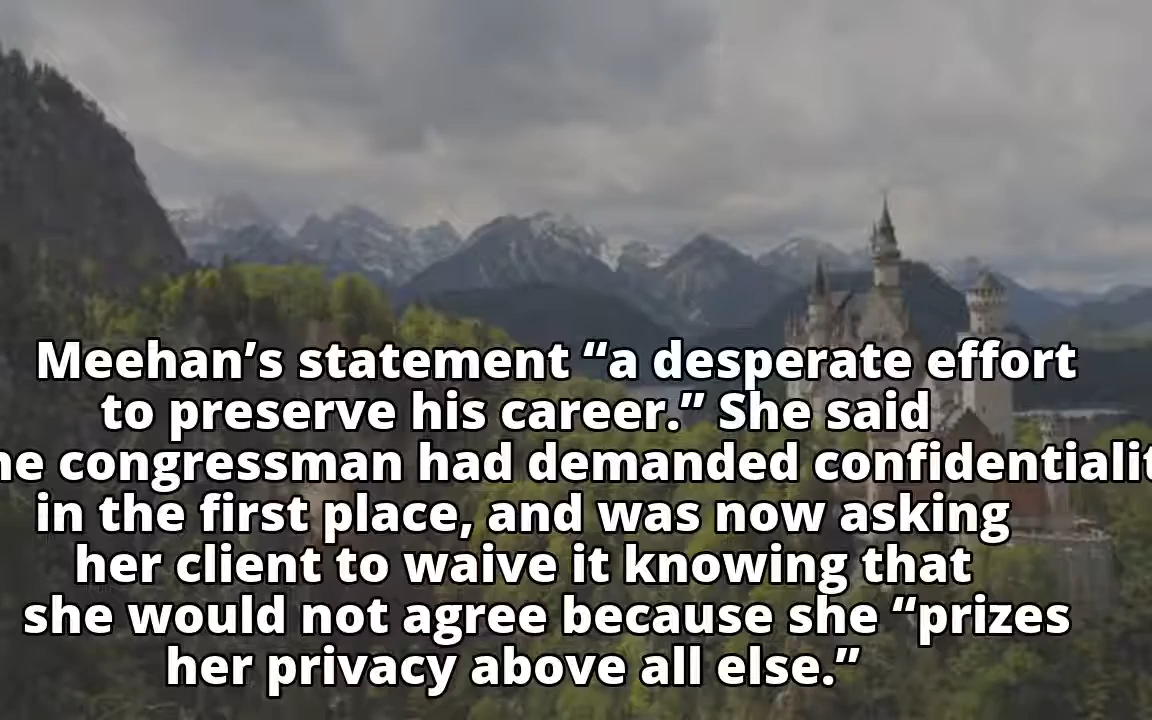 Meehan’s statement “a desperate effort
to preserve his career.” She said
congressman had demanded
in the first place, and was now asking
her client to waive it knowing that
she would not agree because she “prizes
her privacy above all else.”